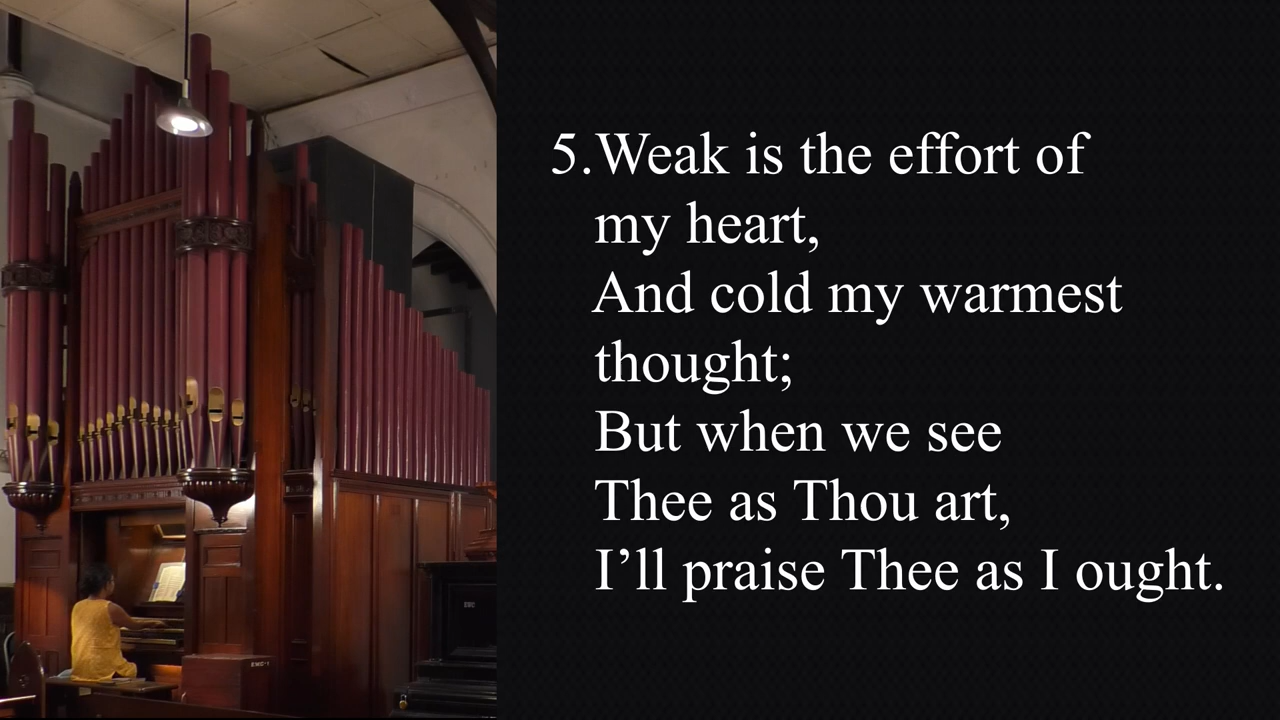 5.Weak is the effort of
my heart,
And cold my warmest
thought;
But when we see
Thee as Thou art,
I’ll praise Thee as I ought.